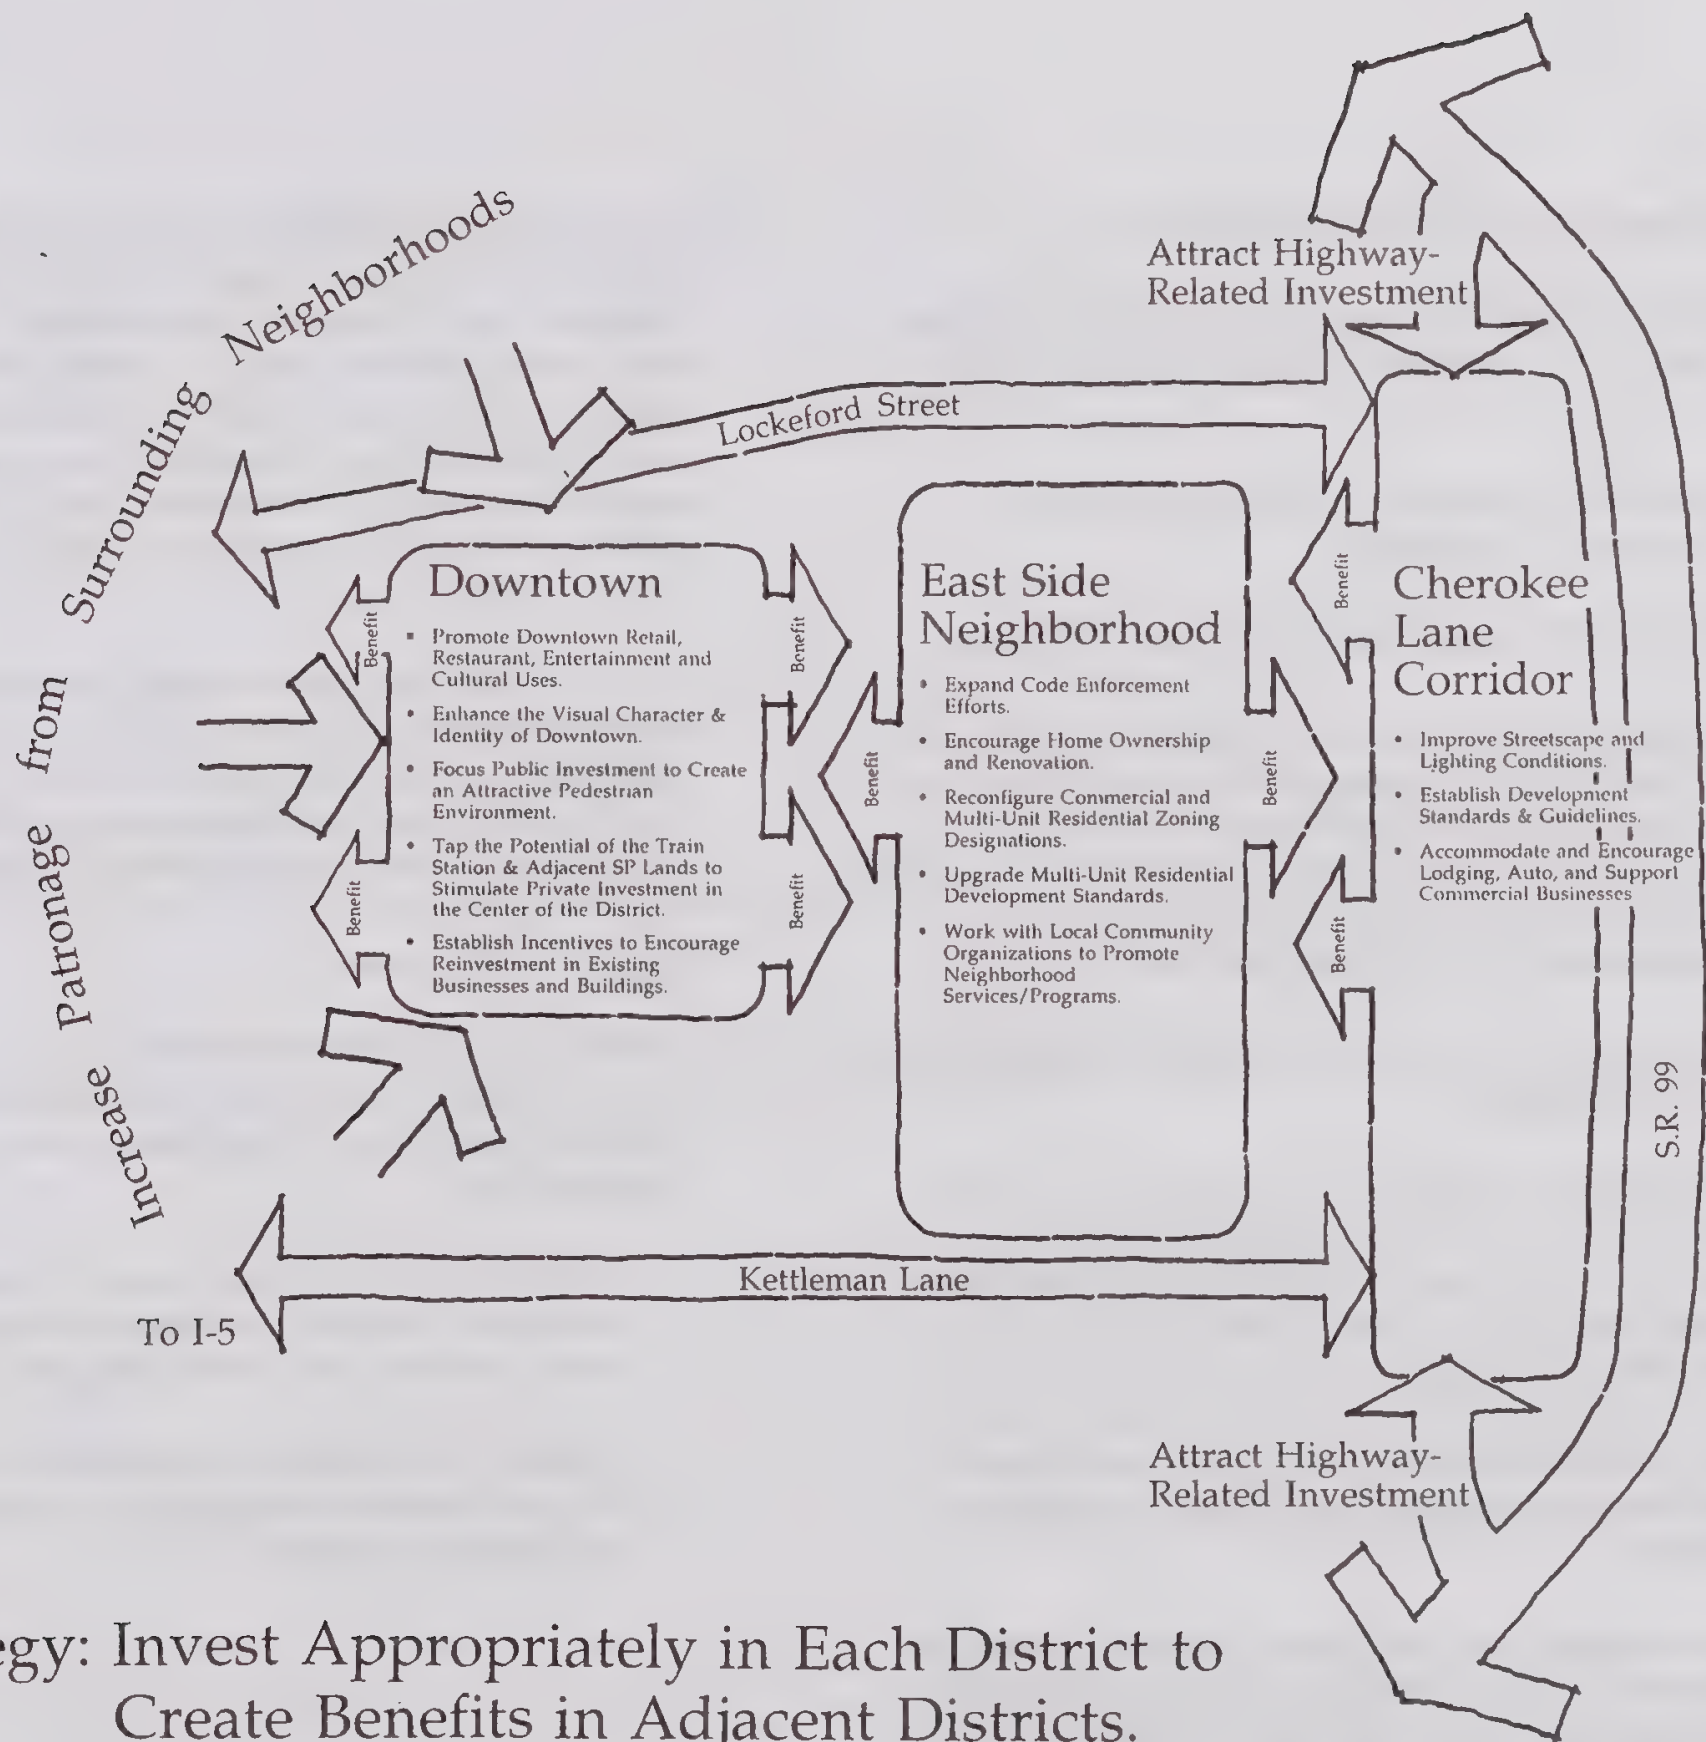 Increase Patronage from Surrounding Neighborhoods
Attract Highway-
Related Investment
Lockeford Street
Downtown
▪ Promote Downtown Retail,
Restaurant, Entertainment and
Cultural Uses.
• Enhance the Visual Character &
Identity of Downtown.
• Focus Public Investment to Create
an Attractive Pedestrian
Environment.
• Tap the Potential of the Train
Station & Adjacent SP Lands to
Stimulate Private Investment in
the Center of the District.
• Establish Incentives to Encourage
Reinvestment in Existing
Businesses and Buildings.
Benefit
Benefit
Benefit
Benefit
East Side
Neighborhood
• Expand Code Enforcement
Efforts.
• Encourage Home Ownership
and Renovation.
• Reconfigure Commercial and
Multi-Unit Residential Zoning
Designations.
• Upgrade Multi-Unit Residential
Development Standards.
• Work with Local Community
Organizations to Promote
Neighborhood
Services/Programs.
Benefit
Benefit
Cherokee
Lane
Corridor
• Improve Streetscape and
Lighting Conditions.
• Establish Development
Standards & Guidelines.
• Accommodate and Encourage
Lodging, Auto, and Support
Commercial Businesses
Benefit
Benefit
S.R. 99
Kettleman Lane
To I-5
Attract Highway-
Related Investment
egy: Invest Appropriately in Each District to
Create Benefits in Adjacent Districts.